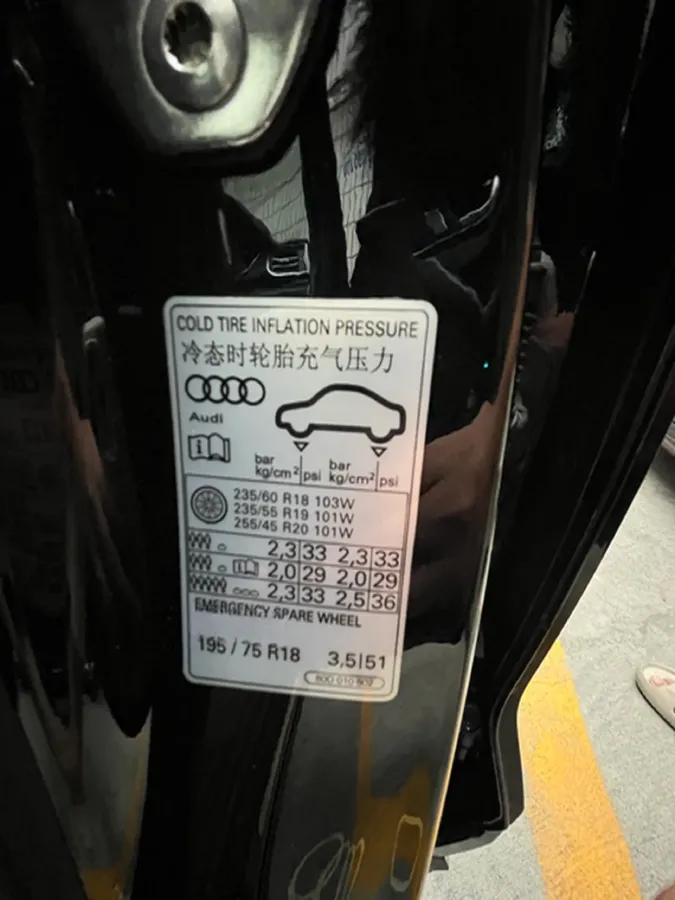 COLD TIRE INFLATION PRESSURE
冷态时轮胎充气压力
Audi
bar kg/cm² psi bar kg/cm² psi
235/60 R18 103W
235/55 R19 101W
255/45 R20 101W
2,3 33 2,3 33
2,0 29 2,0 29
2,3 33 2,5 36
EMERGENCY SPARE WHEEL
195 / 75 R18 3,5 51